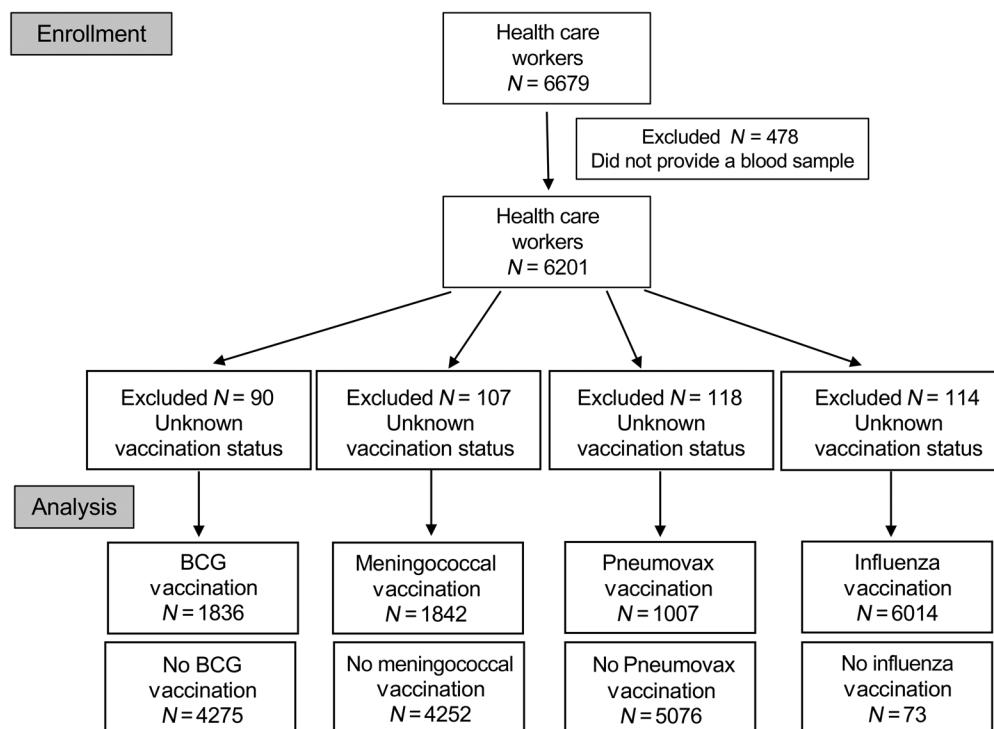 Enrollment
Health care
workers
N = 6679
Excluded N = 478
Did not provide a blood sample
Health care
workers
N = 6201
Excluded N = 90
Unknown
vaccination status
Excluded N = 107
Unknown
vaccination status
Excluded N = 118
Unknown
vaccination status
Excluded N = 114
Unknown
vaccination status
Analysis
BCG
vaccination
N = 1836
Meningococcal
vaccination
N = 1842
Pneumovax
vaccination
N = 1007
Influenza
vaccination
N = 6014
No BCG
vaccination
N = 4275
No meningococcal
vaccination
N = 4252
No Pneumovax
vaccination
N = 5076
No influenza
vaccination
N = 73